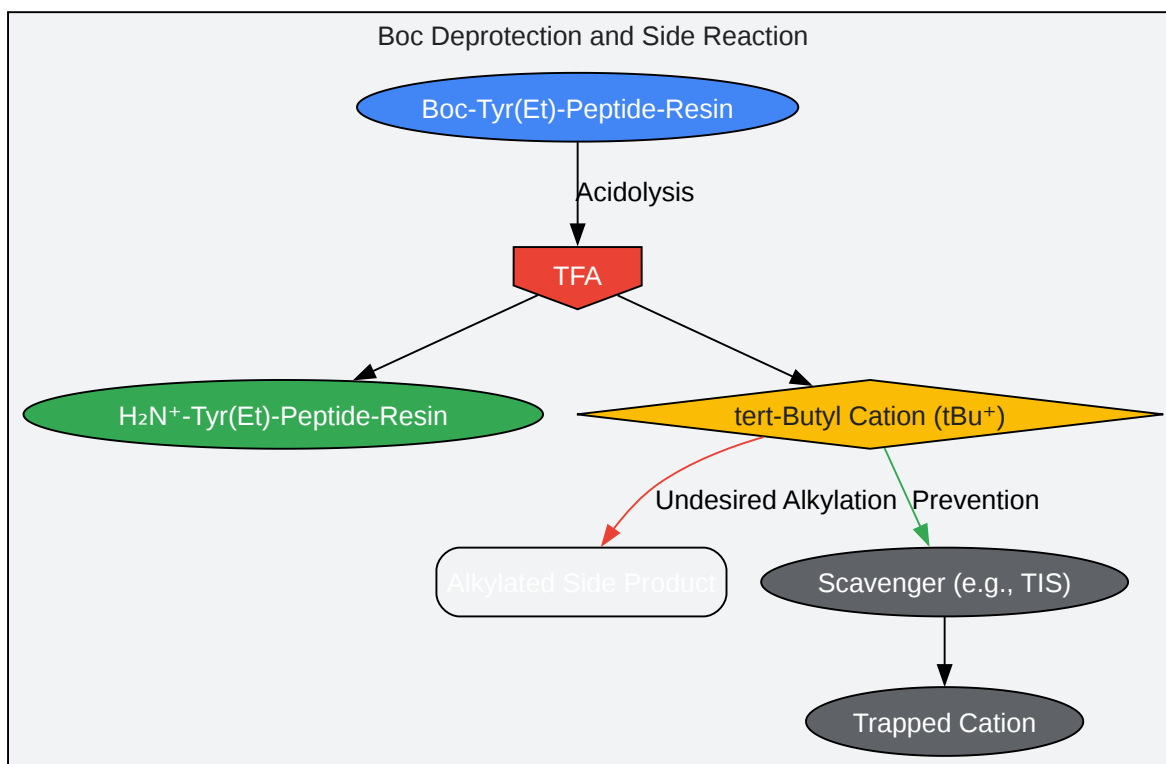 Boc Deprotection and Side Reaction
Boc-Tyr(Et)-Peptide-Resin
Acidolysis
TFA
H₂N⁺-Tyr(Et)-Peptide-Resin
tert-Butyl Cation (tBu⁺)
Undesired Alkylation
Prevention
Alkylated Side Product
Scavenger (e.g., TIS)
Trapped Cation